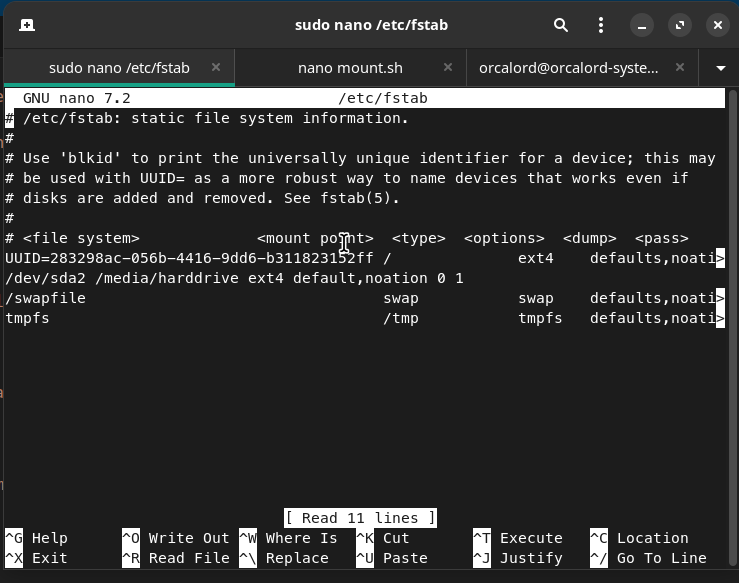 sudo nano /etc/fstab
sudo nano /etc/fstab
nano mount.sh
orcalord@orcalord-syste...
GNU nano 7.2 /etc/fstab
# /etc/fstab: static file system information.
#
# Use 'blkid' to print the universally unique identifier for a device; this may
# be used with UUID= as a more robust way to name devices that works even if
# disks are added and removed. See fstab(5).
#
# <file system> <mount point> <type> <options> <dump> <pass>
UUID=283298ac-056b-4416-9dd6-b311823152ff / ext4 defaults,noati>
/dev/sda2 /media/harddrive ext4 default,noation 0 1
/swapfile swap swap defaults,noati>
tmpfs /tmp tmpfs defaults,noati>
[ Read 11 lines ]
^G Help ^O Write Out ^W Where Is ^K Cut ^T Execute ^C Location
^X Exit ^R Read File ^\ Replace ^U Paste ^J Justify ^/ Go To Line